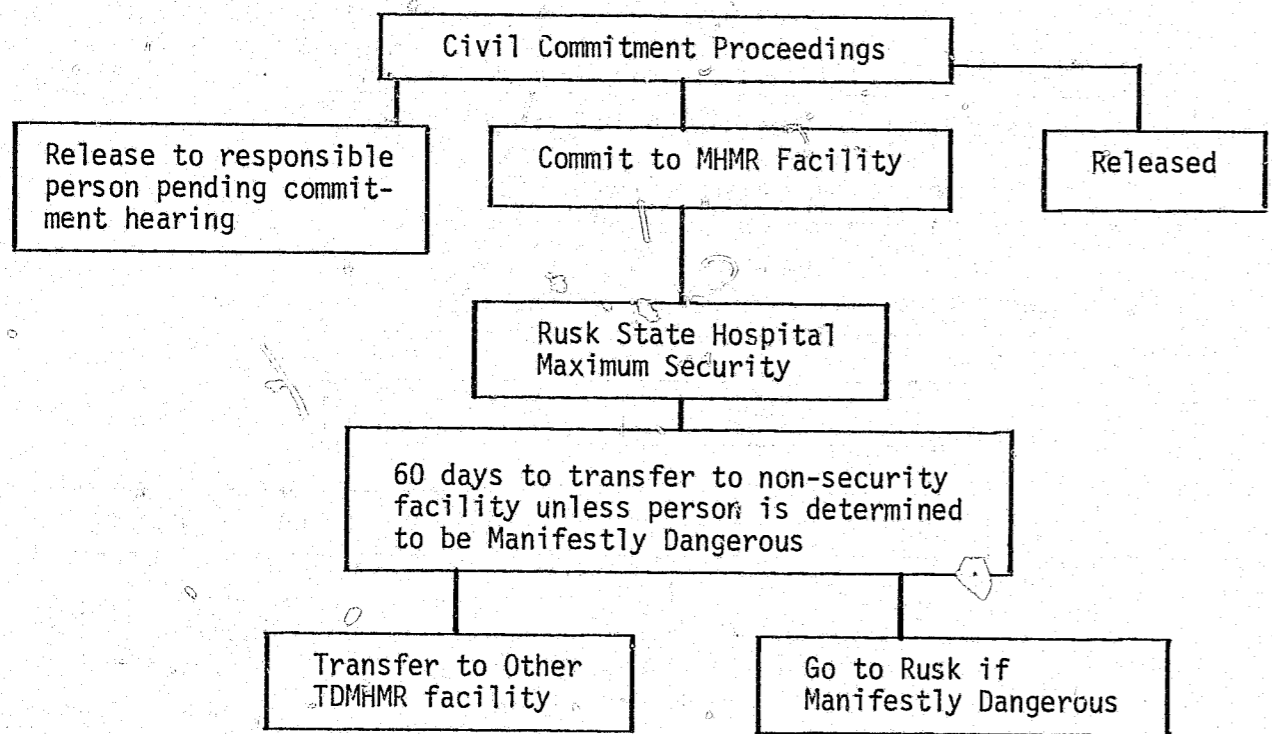 Civil Commitment Proceedings
Release to responsible
person pending commit-
ment hearing
Commit to MHMR Facility
Released
Rusk State Hospital
Maximum Security
60 days to transfer to non-security
facility unless person is determined
to be Manifestly Dangerous
Transfer to Other
TDMHMR facility
Go to Rusk if
Manifestly Dangerous